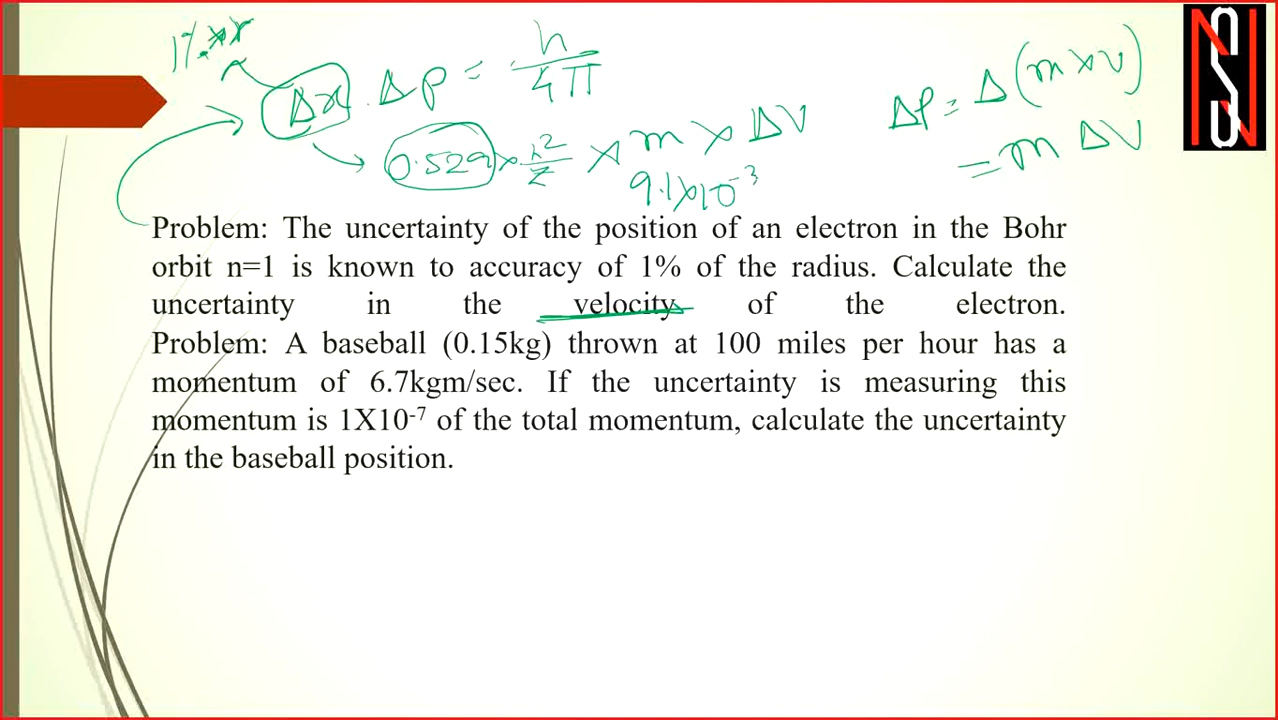 1% × r
Δx . Δp = h / 4π
Δp = Δ (m × v)
0.529 × n² / z × m × ΔV
= m ΔV
9.1×10⁻³
Problem: The uncertainty of the position of an electron in the Bohr
orbit n=1 is known to accuracy of 1% of the radius. Calculate the
uncertainty in the velocity of the electron.
Problem: A baseball (0.15kg) thrown at 100 miles per hour has a
momentum of 6.7kgm/sec. If the uncertainty is measuring this
momentum is 1X10⁻⁷ of the total momentum, calculate the uncertainty
in the baseball position.